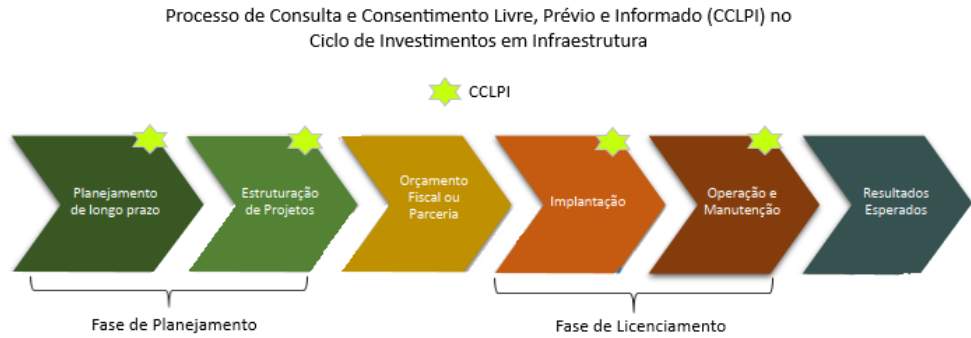 Processo de Consulta e Consentimento Livre, Prévio e Informado (CCLPI) no
Ciclo de Investimentos em Infraestrutura
CCLPI
Planejamento
de longo prazo
Estruturação
de Projetos
Orçamento
Fiscal ou
Parceria
Implantação
Operação e
Manutenção
Resultados
Esperados
Fase de Planejamento
Fase de Licenciamento